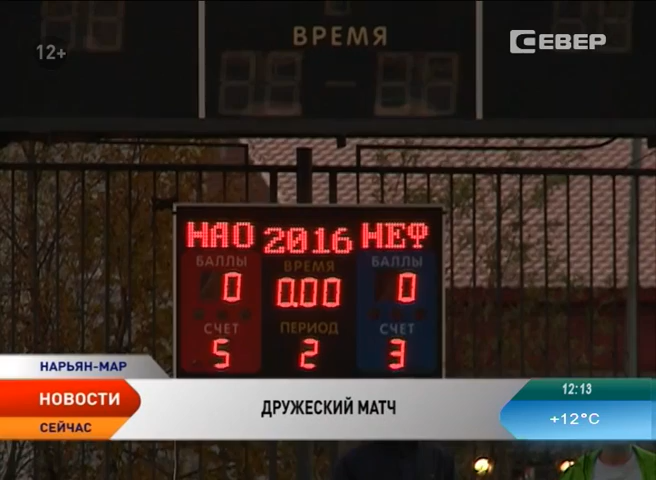 ВРЕМЯ
12+
СЕВЕР
НАО 2016 НЕФ
БАЛЛЫ ВРЕМЯ БАЛЛЫ
0 0.00 0
СЧЕТ ПЕРИОД СЧЕТ
5 2 3
НАРЬЯН-МАР
НОВОСТИ
СЕЙЧАС
ДРУЖЕСКИЙ МАТЧ
12:13
+12°C